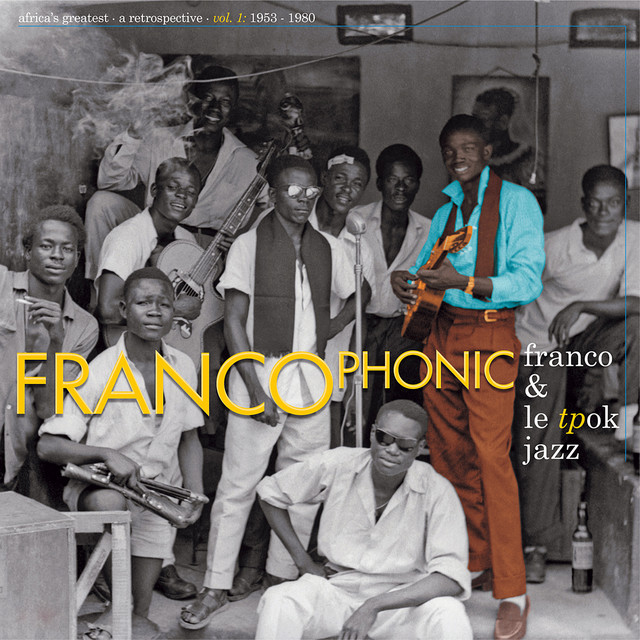 africa's greatest · a retrospective · vol. 1: 1953 - 1980
FRANCOPHONIC
franco
&
le tpok
jazz